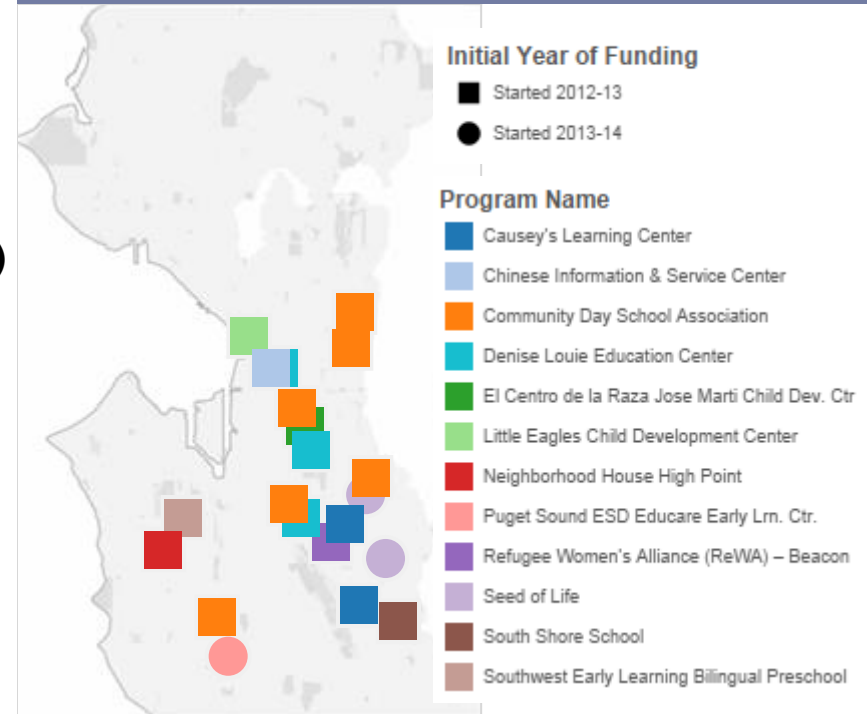 Initial Year of Funding
Started 2012-13
Started 2013-14
Program Name
Causey's Learning Center
Chinese Information & Service Center
Community Day School Association
Denise Louie Education Center
El Centro de la Raza Jose Marti Child Dev. Ctr
Little Eagles Child Development Center
Neighborhood House High Point
Puget Sound ESD Educare Early Lrn. Ctr.
Refugee Women's Alliance (ReWA) – Beacon
Seed of Life
South Shore School
Southwest Early Learning Bilingual Preschool